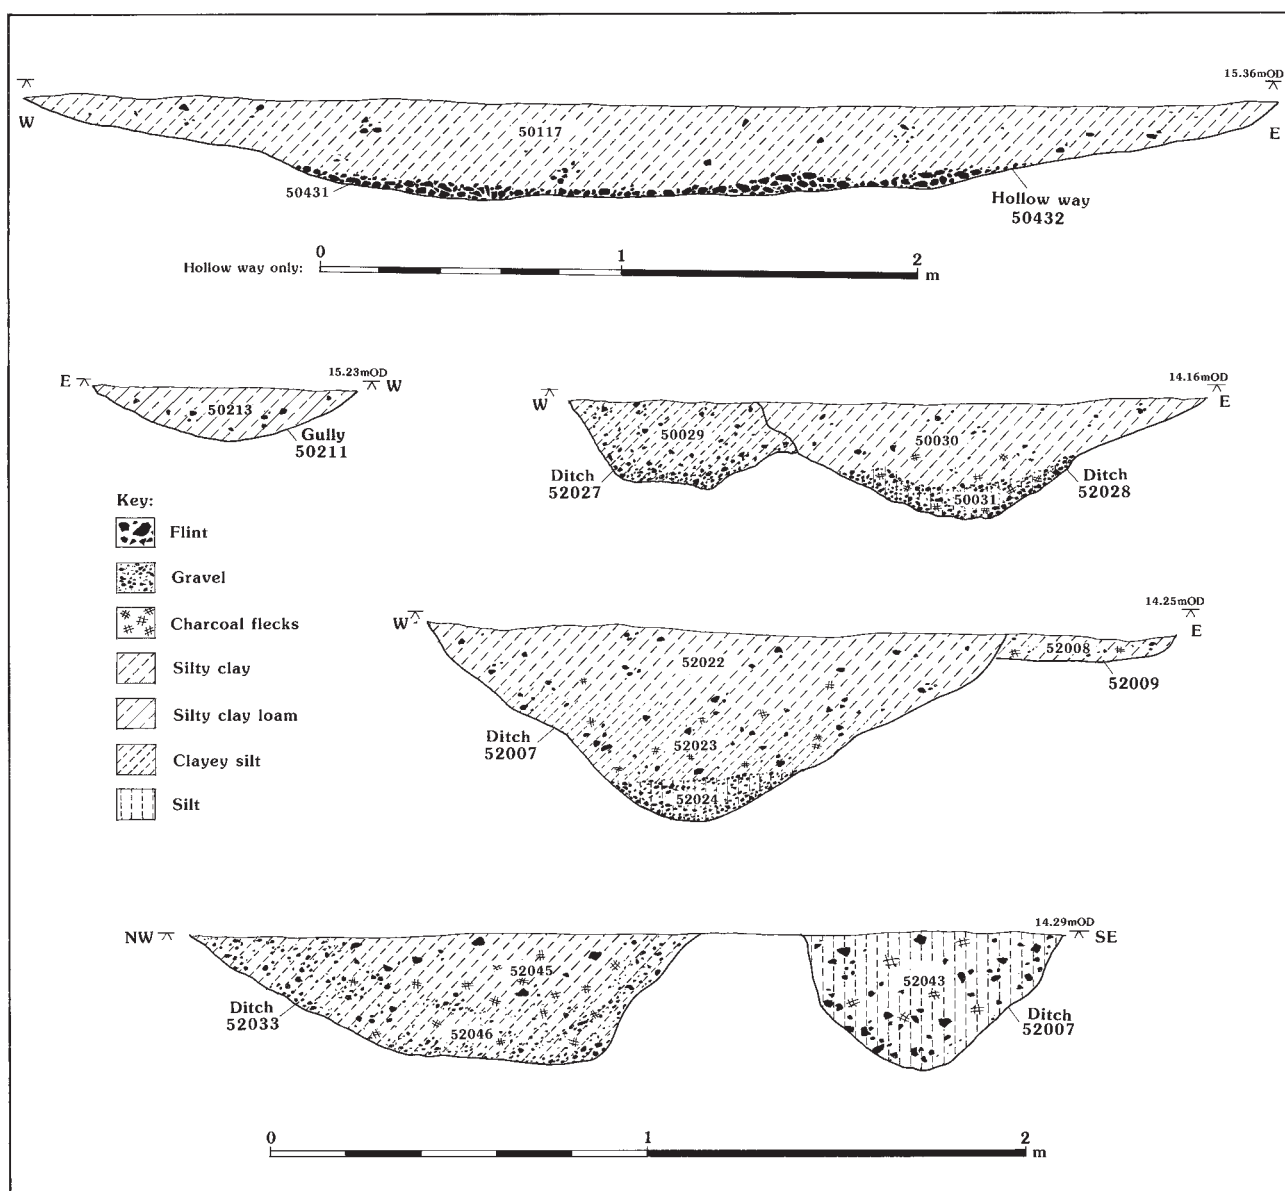 15.36mOD
W
E
50117
50431
Hollow way
50432
0 1 2
Hollow way only:
m
15.23mOD
E
W
50213
Gully
50211
14.16mOD
W
E
50029
50030
Ditch
52027
50031
Ditch
52028
Key:
Flint
Gravel
Charcoal flecks
Silty clay
Silty clay loam
Clayey silt
Silt
14.25mOD
W
E
52022
52008
52009
Ditch
52007
52023
52024
14.29mOD
NW
SE
52045
52043
Ditch
52033
52046
Ditch
52007
0 1 2
m